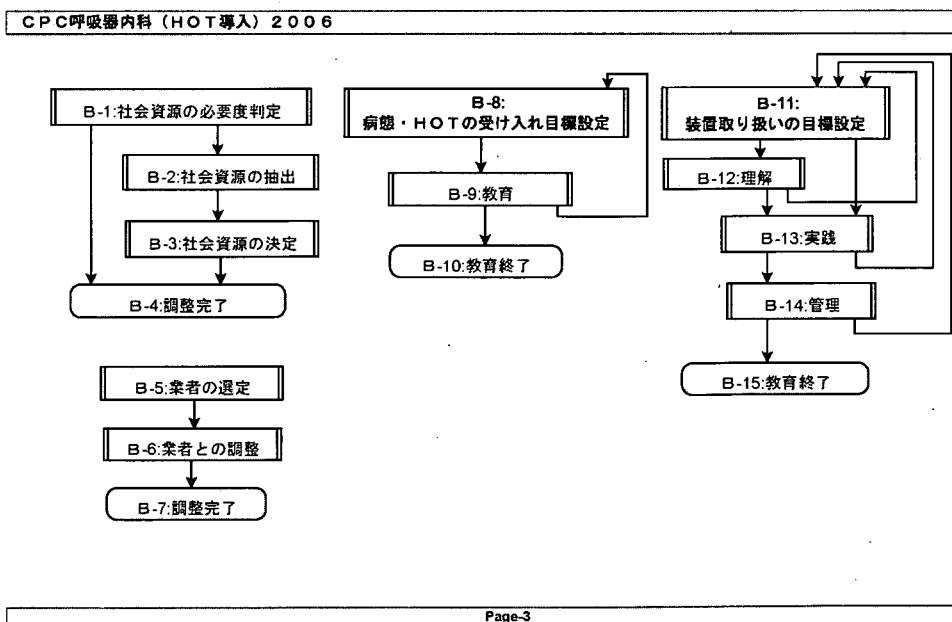 CPC呼吸器内科（HOT導入）2006
B-1:社会資源の必要度判定
B-2:社会資源の抽出
B-3:社会資源の決定
B-4:調整完了
B-5:業者の選定
B-6:業者との調整
B-7:調整完了
B-8:
病態・HOTの受け入れ目標設定
B-9:教育
B-10:教育終了
B-11:
装置取り扱いの目標設定
B-12:理解
B-13:実践
B-14:管理
B-15:教育終了
Page-3